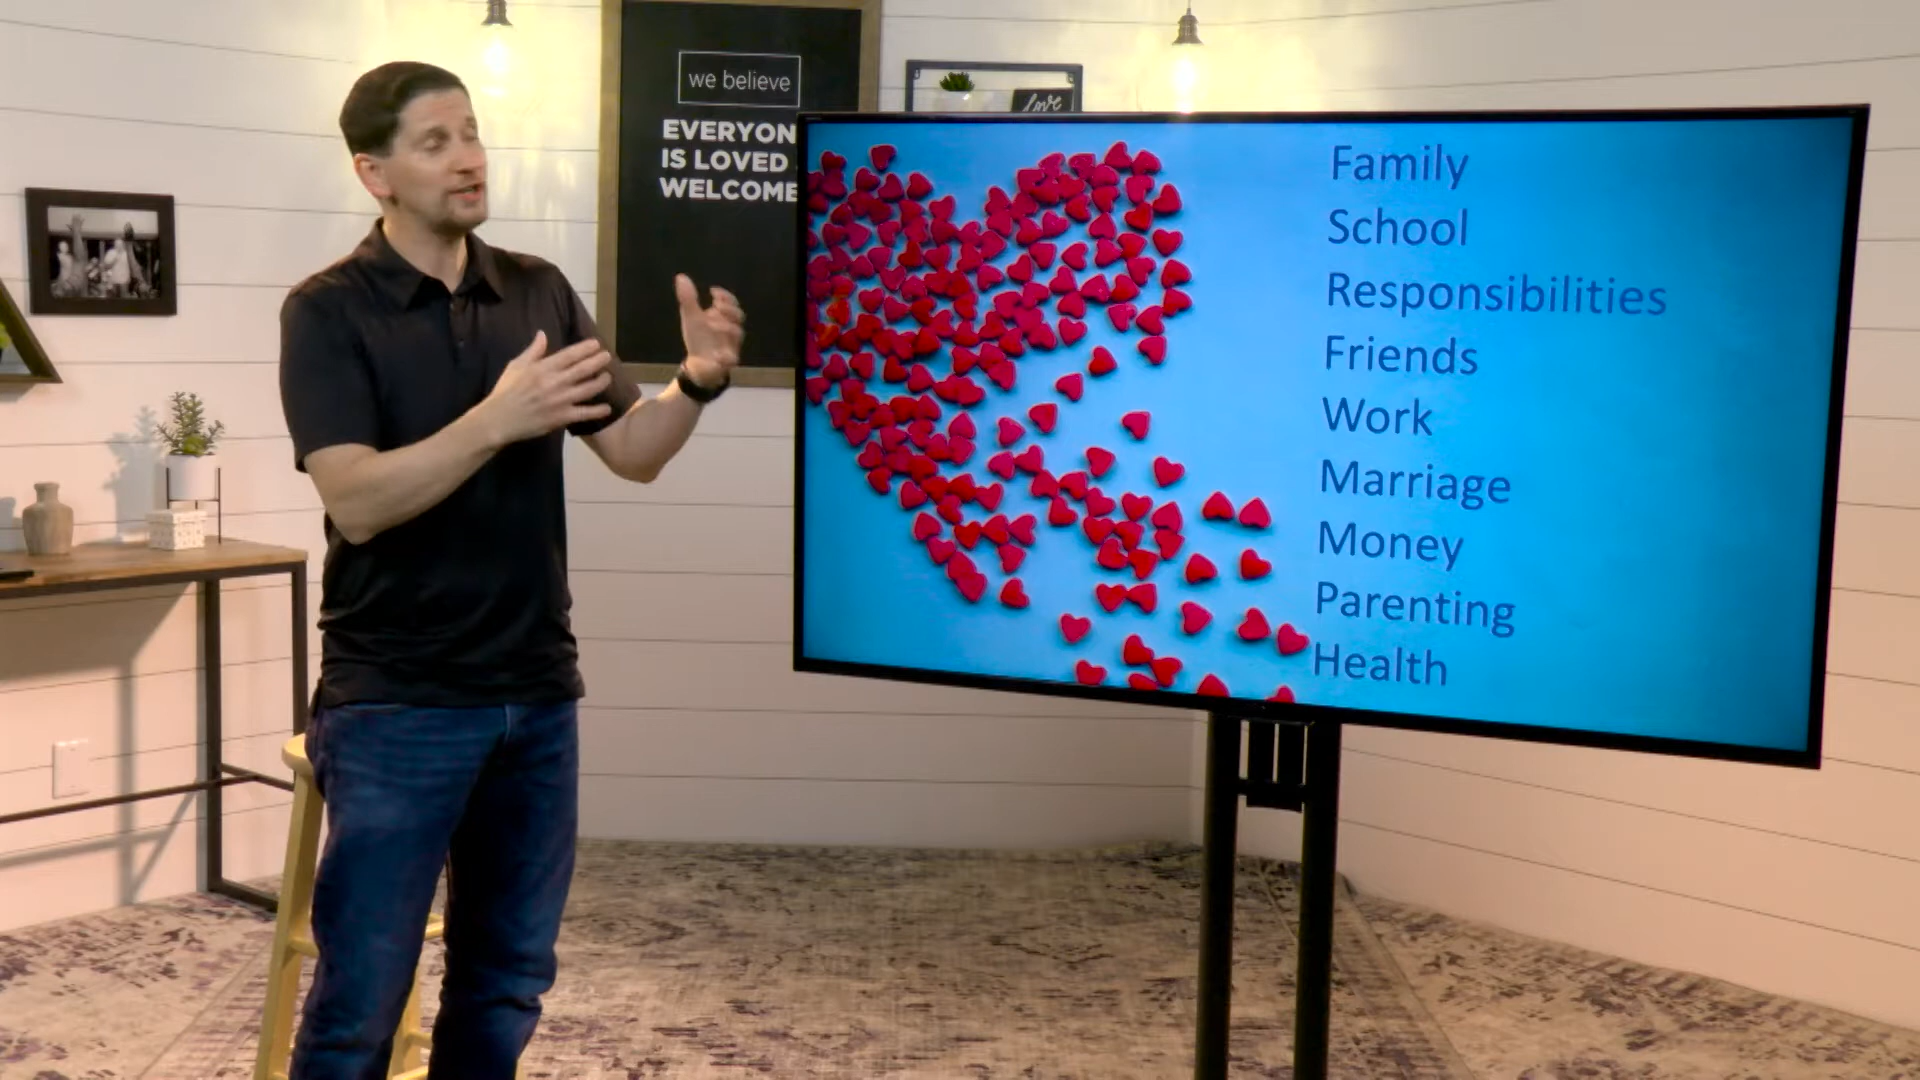 we believe
EVERYON
IS LOVED
WELCOME
love
Family
School
Responsibilities
Friends
Work
Marriage
Money
Parenting
Health